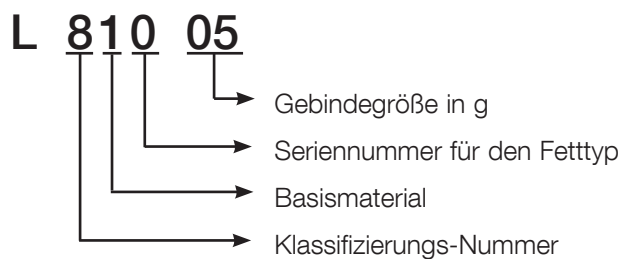 L 810 05
Gebindegröße in g
Seriennummer für den Fetttyp
Basismaterial
Klassifizierungs-Nummer